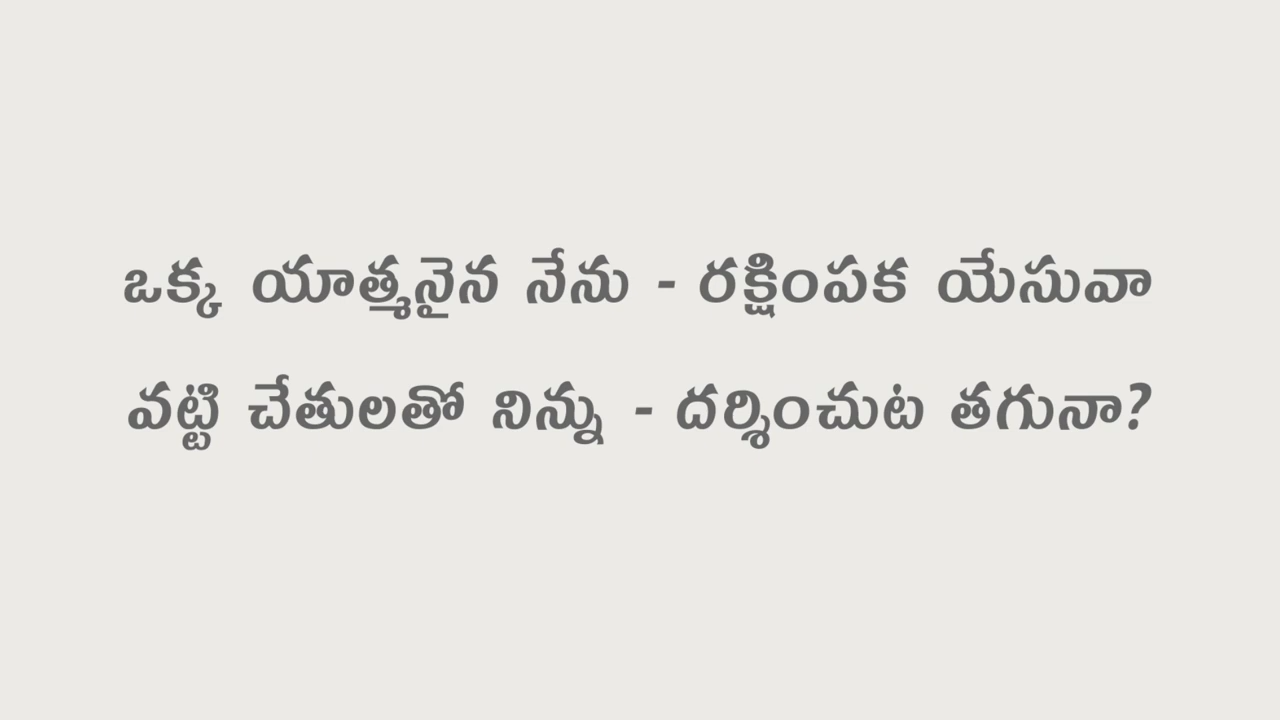 ఒక్క యాత్మనైన నేను - రక్షింపక యేసువా
వట్టి చేతులతో నిన్ను - దర్శించుట తగునా?